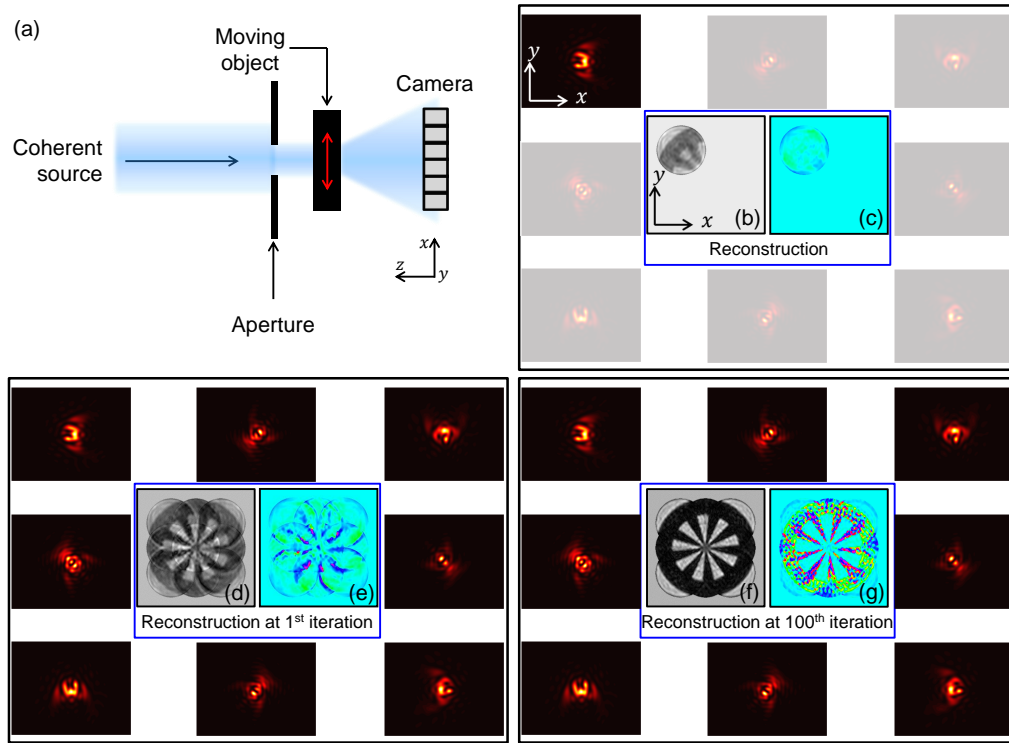 (a)
Moving
object
Camera
Coherent
source
Aperture
x
z
y
y
x
y
x
(b)
(c)
Reconstruction
(d)
(e)
Reconstruction at 1st iteration
(f)
(g)
Reconstruction at 100th iteration